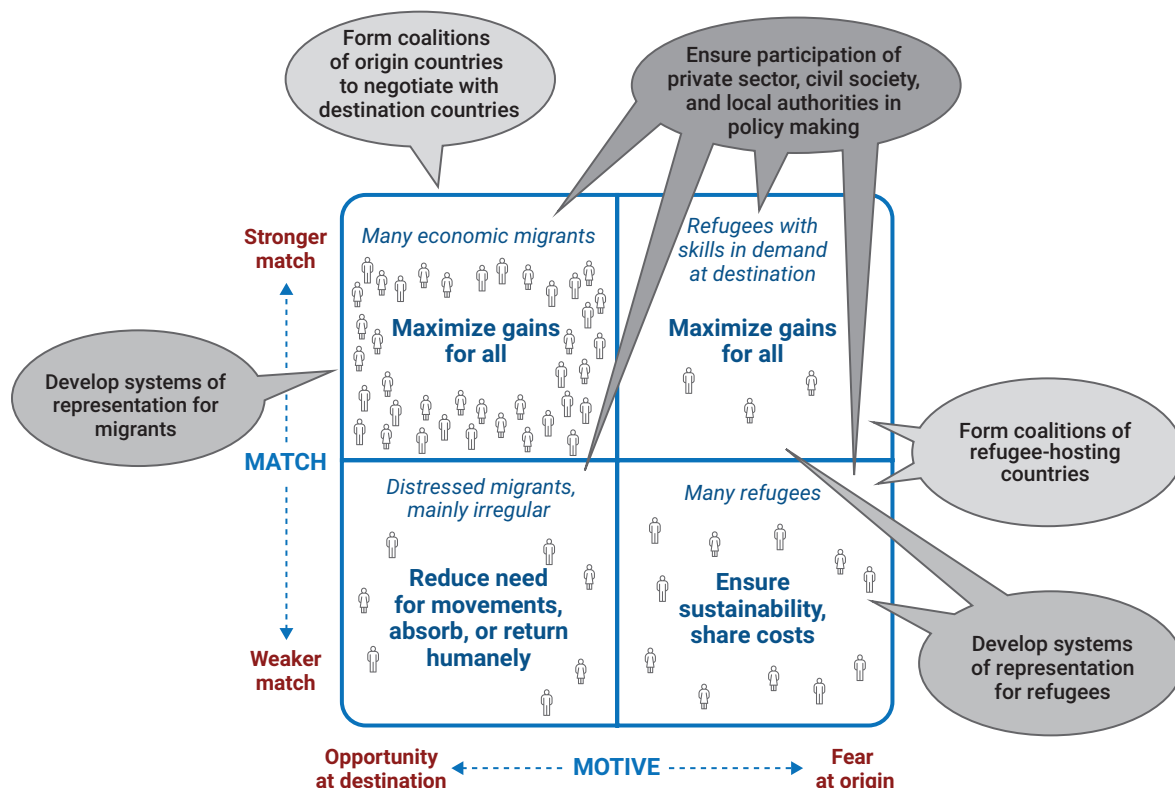 Form coalitions
of origin countries
to negotiate with
destination countries
Ensure participation of
private sector, civil society,
and local authorities in
policy making
Stronger
match
Many economic migrants
Maximize gains
for all
Refugees with
skills in demand
at destination
Maximize gains
for all
Develop systems of
representation for
migrants
MATCH
Form coalitions of
refugee-hosting
countries
Distressed migrants,
mainly irregular
Reduce need
for movements,
absorb, or return
humanely
Many refugees
Ensure
sustainability,
share costs
Weaker
match
Develop systems
of representation
for refugees
Opportunity
at destination
MOTIVE
Fear
at origin